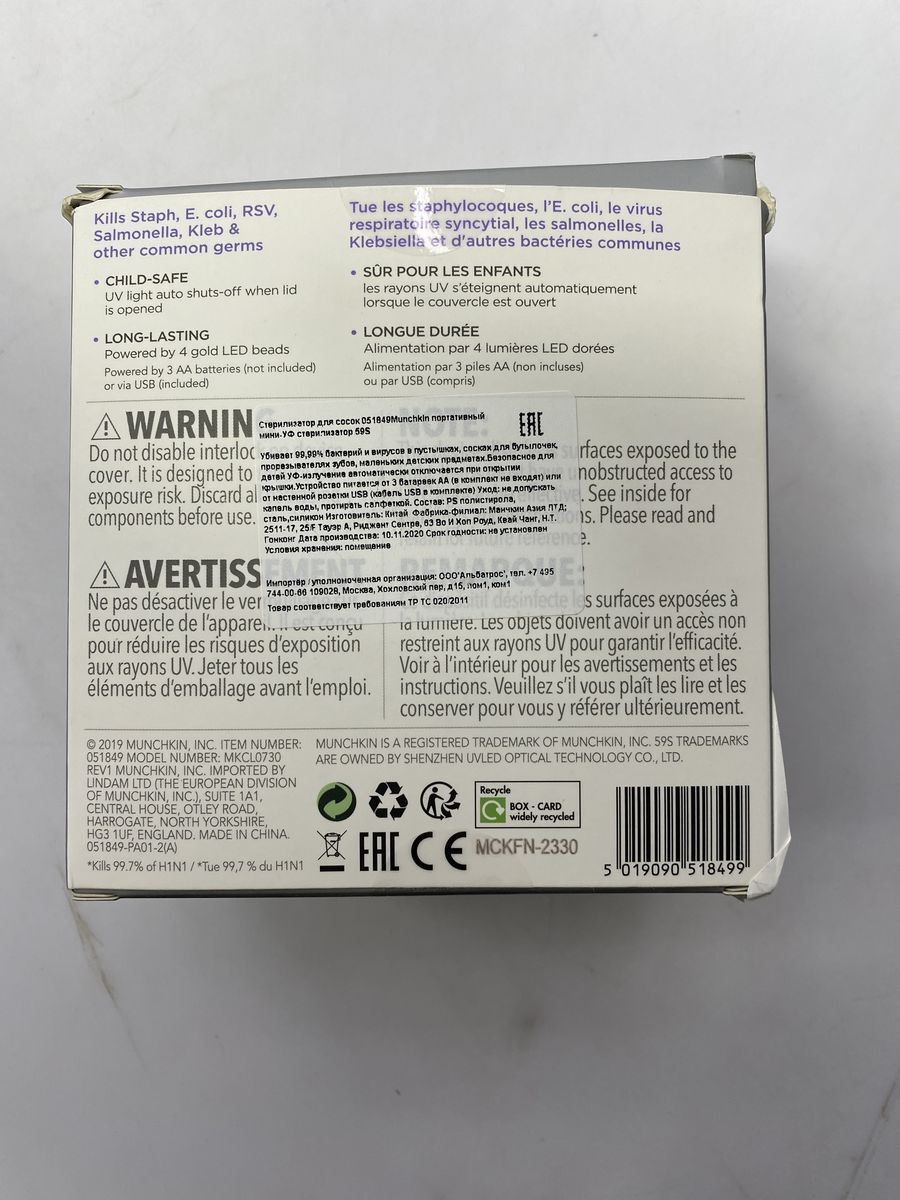 Kills Staph, E. coli, RSV,
Salmonella, Kleb &
other common germs
• CHILD-SAFE
UV light auto shuts-off when lid
is opened
• LONG-LASTING
Powered by 4 gold LED beads
Powered by 3 AA batteries (not included)
or via USB (included)
Tue les staphylocoques, l'E. coli, le virus
respiratoire syncytial, les salmonelles, la
Klebsiella et d'autres bactéries communes
• SÛR POUR LES ENFANTS
les rayons UV s'éteignent automatiquement
lorsque le couvercle est ouvert
• LONGUE DURÉE
Alimentation par 4 lumières LED dorées
Alimentation par 3 piles AA (non incluses)
ou par USB (compris)
WARNING
Do not disable
cover. It is designed to
exposure risk. Discard
components before use.
NOTE:
surfaces exposed to the
unobstructed access to
. See inside for
. Please read and
future reference.
Стерилизатор для сосок 051849Munchkin портативный
мини-УФ стерилизатор 59S
EAC
Убивает 99,99% бактерий и вирусов в пустышках, сосках для бутылочек,
прорезывателях зубов, маленьких детских предметах.Безопасное для
детей УФ-излучение автоматически отключается при открытии
крышки.Устройство питается от 3 батареек АА (в комплект не входят) или
от настенной розетки USB (кабель USB в комплекте) Уход: не допускать
капель воды, протирать салфеткой. Состав: PS полистирола,
сталь,силикон Изготовитель: Китай Фабрика-филиал: Манчкин Азия ЛТД;
2511-17, 25/F Тауэр А, Риджент Сентре, 63 Во И Хоп Роуд, Квай Чанг, Н.Т.
Гонконг Дата производства: 10.11.2020 Срок годности: не установлен
Условия хранения: помещение
Импортёр /уполномоченная организация: ООО'Альбатрос', тел. +7 495
744-00-66 109028, Москва, Хохловский пер, д15, пом1, ком1
Товар соответствует требованиям ТР ТС 020/2011
AVERTISSEMENT
Ne pas désactiver le
le couvercle de l'appareil. Il est conçu
pour réduire les risques d'exposition
aux rayons UV. Jeter tous les
éléments d'emballage avant l'emploi.
REMARQUE:
désinfecte les surfaces exposées à
la lumière. Les objets doivent avoir un accès non
restreint aux rayons UV pour garantir l'efficacité.
Voir à l'intérieur pour les avertissements et les
instructions. Veuillez s'il vous plaît les lire et les
conserver pour vous y référer ultérieurement.
© 2019 MUNCHKIN, INC. ITEM NUMBER:
051849 MODEL NUMBER: MKCL0730
REV1 MUNCHKIN, INC. IMPORTED BY
LINDAM LTD (THE EUROPEAN DIVISION
OF MUNCHKIN, INC.), SUITE 1A1,
CENTRAL HOUSE, OTLEY ROAD,
HARROGATE, NORTH YORKSHIRE,
HG3 1UF, ENGLAND. MADE IN CHINA.
051849-PA01-2(A)
*Kills 99.7% of H1N1 / *Tue 99,7 % du H1N1
MUNCHKIN IS A REGISTERED TRADEMARK OF MUNCHKIN, INC. 59S TRADEMARKS
ARE OWNED BY SHENZHEN UVLED OPTICAL TECHNOLOGY CO., LTD.
Recycle
BOX - CARD
widely recycled
EAC CE MCKFN-2330
5 019090 518499